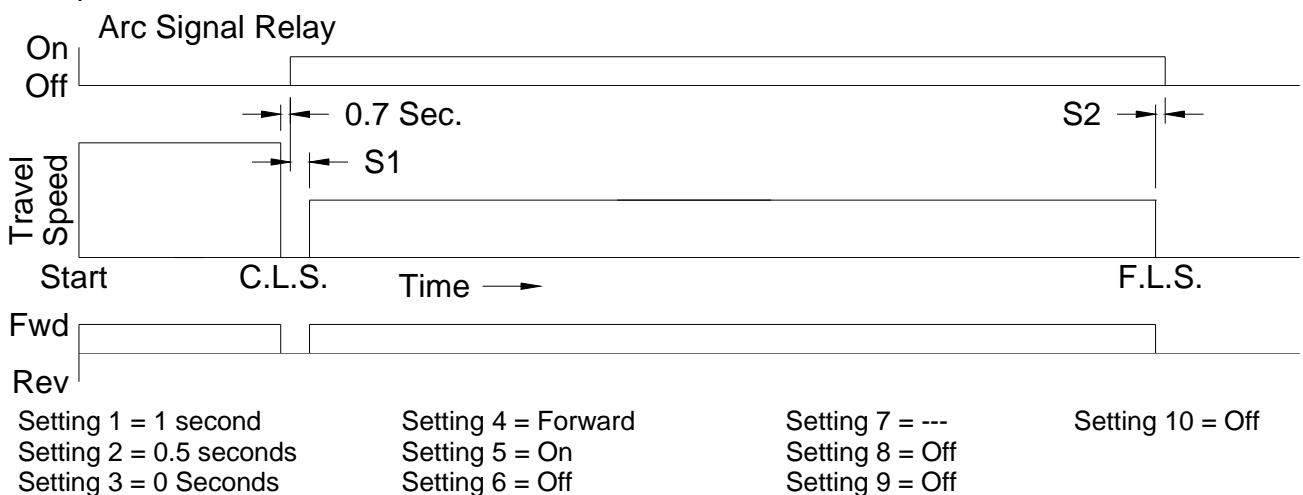 Arc Signal Relay
On
Off
0.7 Sec.
S2
S1
Travel
Speed
Start
C.L.S.
Time
F.L.S.
Fwd
Rev
Setting 1 = 1 second
Setting 2 = 0.5 seconds
Setting 3 = 0 Seconds
Setting 4 = Forward
Setting 5 = On
Setting 6 = Off
Setting 7 = ---
Setting 8 = Off
Setting 9 = Off
Setting 10 = Off